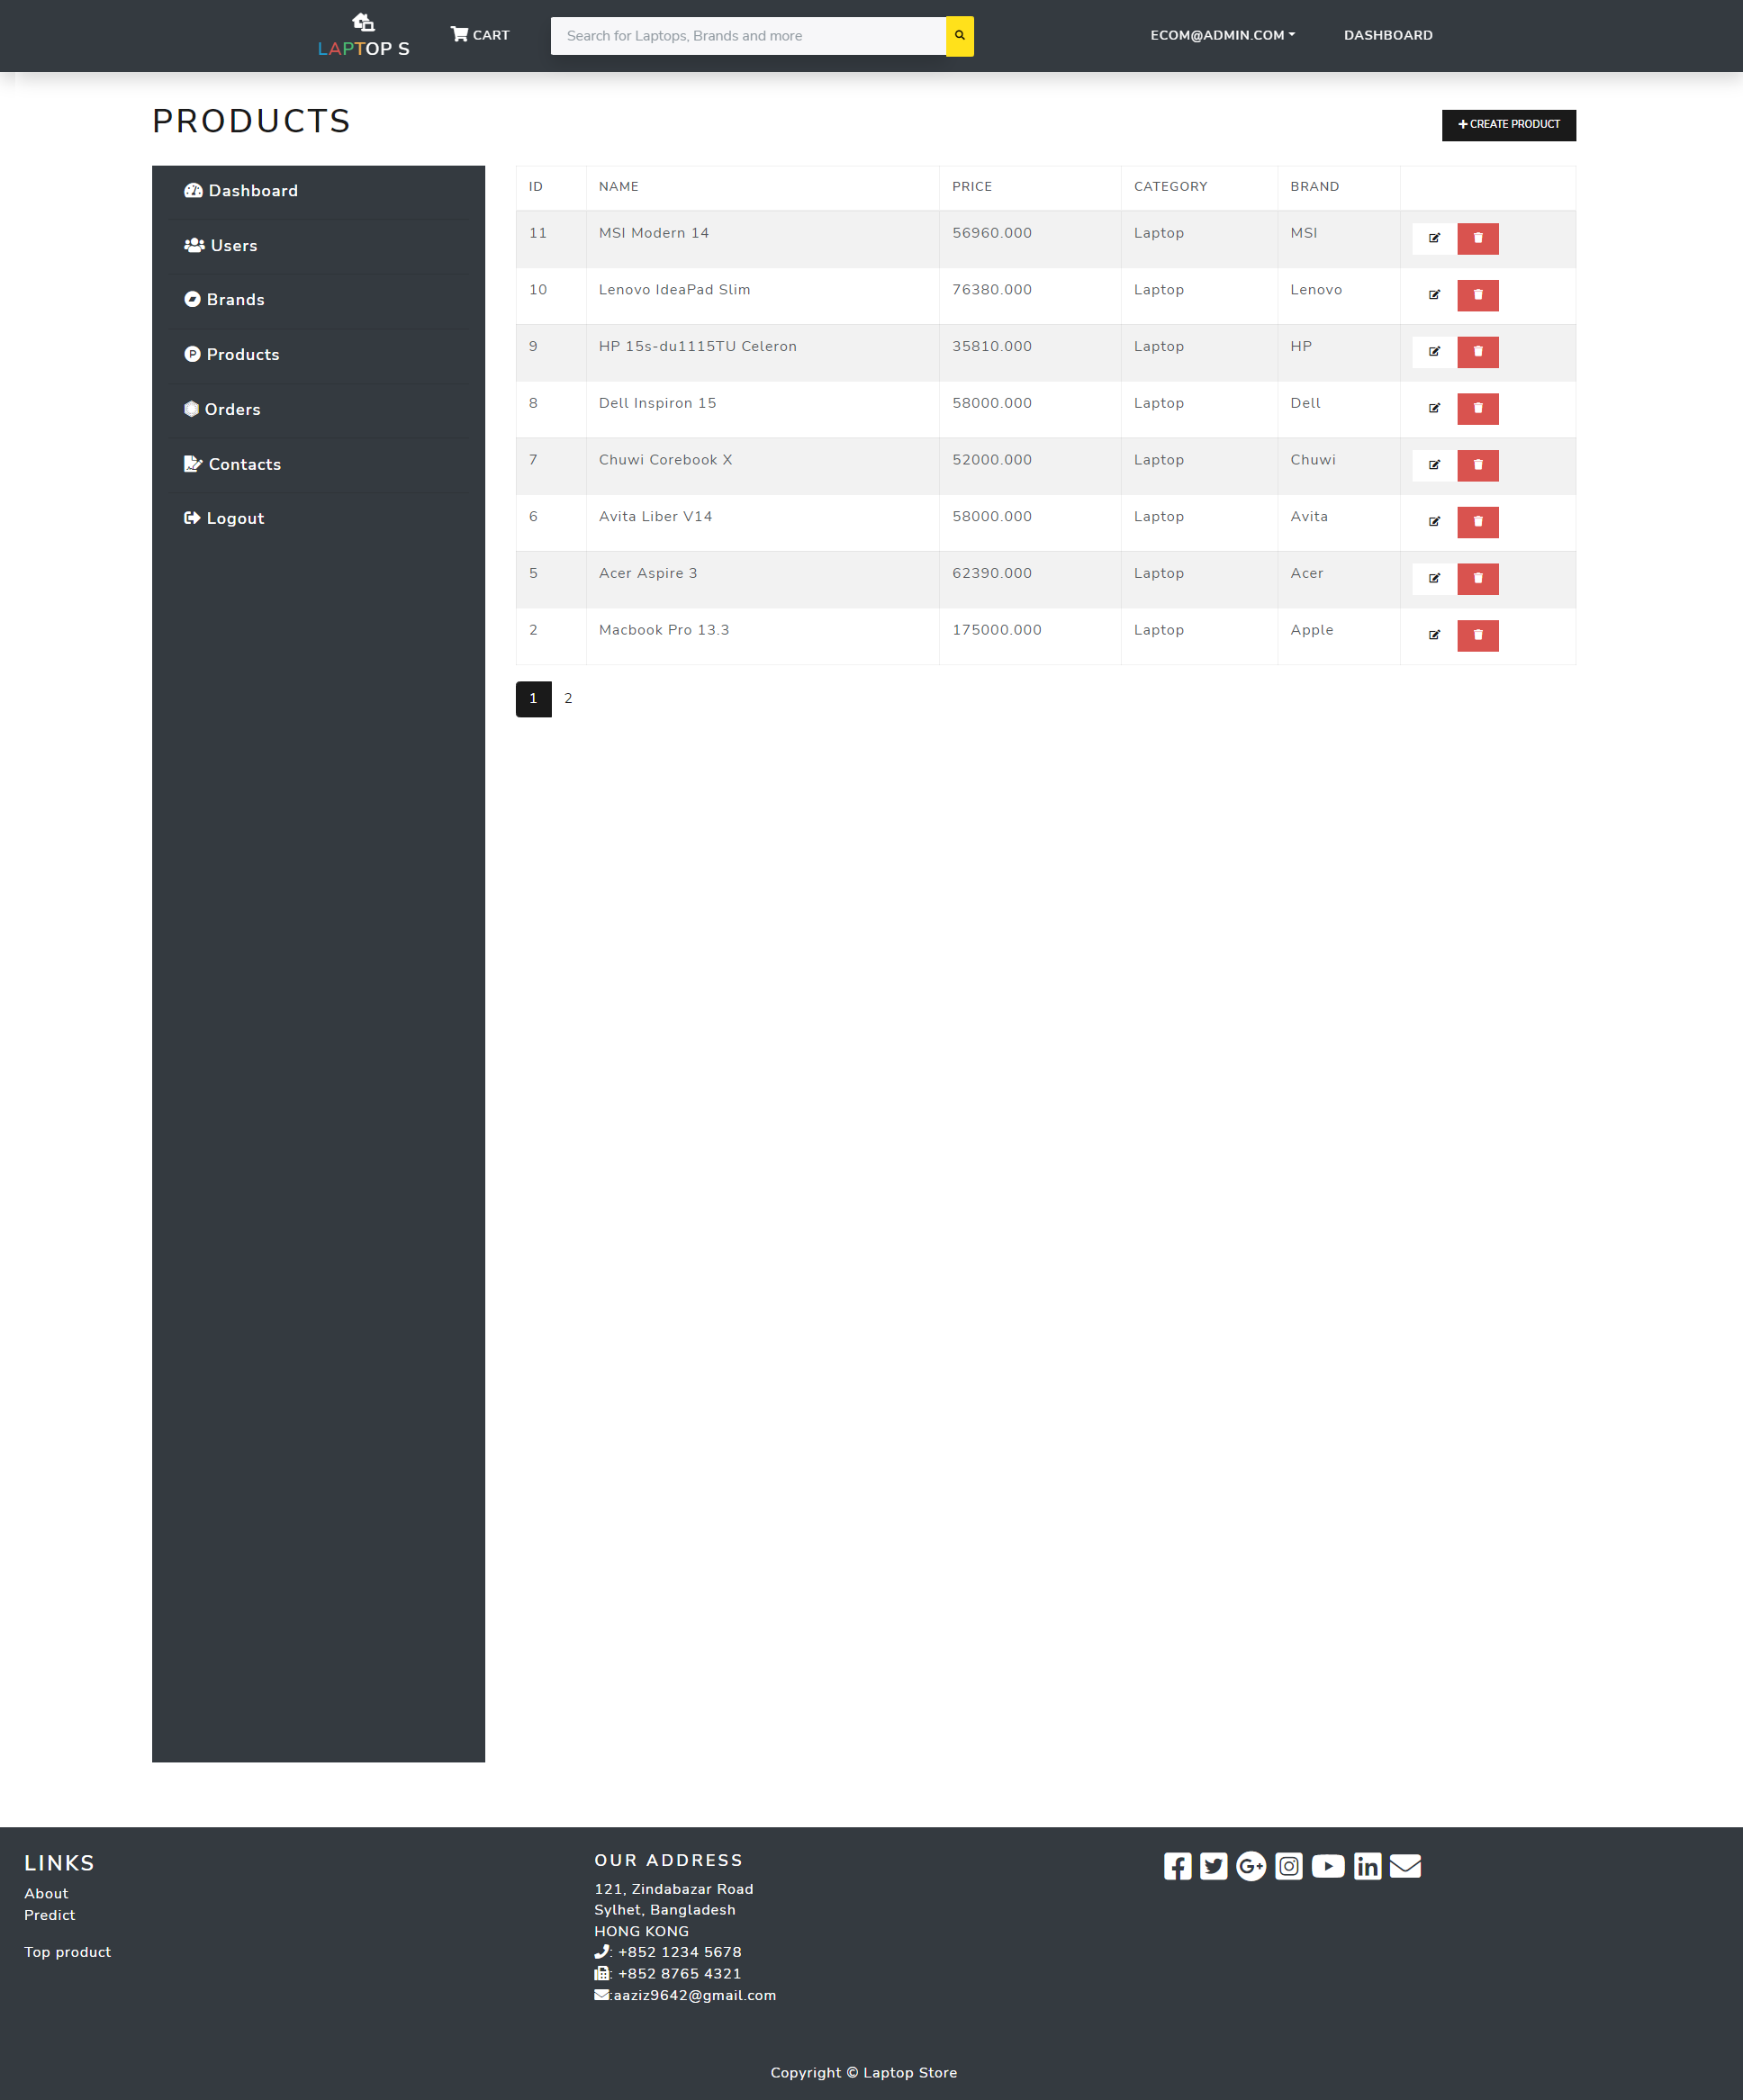 LAPTOP S
CART
Search for Laptops, Brands and more
ECOM@ADMIN.COM
DASHBOARD
PRODUCTS
CREATE PRODUCT
Dashboard
Users
Brands
Products
Orders
Contacts
Logout
ID NAME PRICE CATEGORY BRAND
11 MSI Modern 14 56960.000 Laptop MSI
10 Lenovo IdeaPad Slim 76380.000 Laptop Lenovo
9 HP 15s-du1115TU Celeron 35810.000 Laptop HP
8 Dell Inspiron 15 58000.000 Laptop Dell
7 Chuwi Corebook X 52000.000 Laptop Chuwi
6 Avita Liber V14 58000.000 Laptop Avita
5 Acer Aspire 3 62390.000 Laptop Acer
2 Macbook Pro 13.3 175000.000 Laptop Apple
1 2
LINKS
About
Predict
Top product
OUR ADDRESS
121, Zindabazar Road
Sylhet, Bangladesh
HONG KONG
: +852 1234 5678
: +852 8765 4321
:aaziz9642@gmail.com
Copyright © Laptop Store